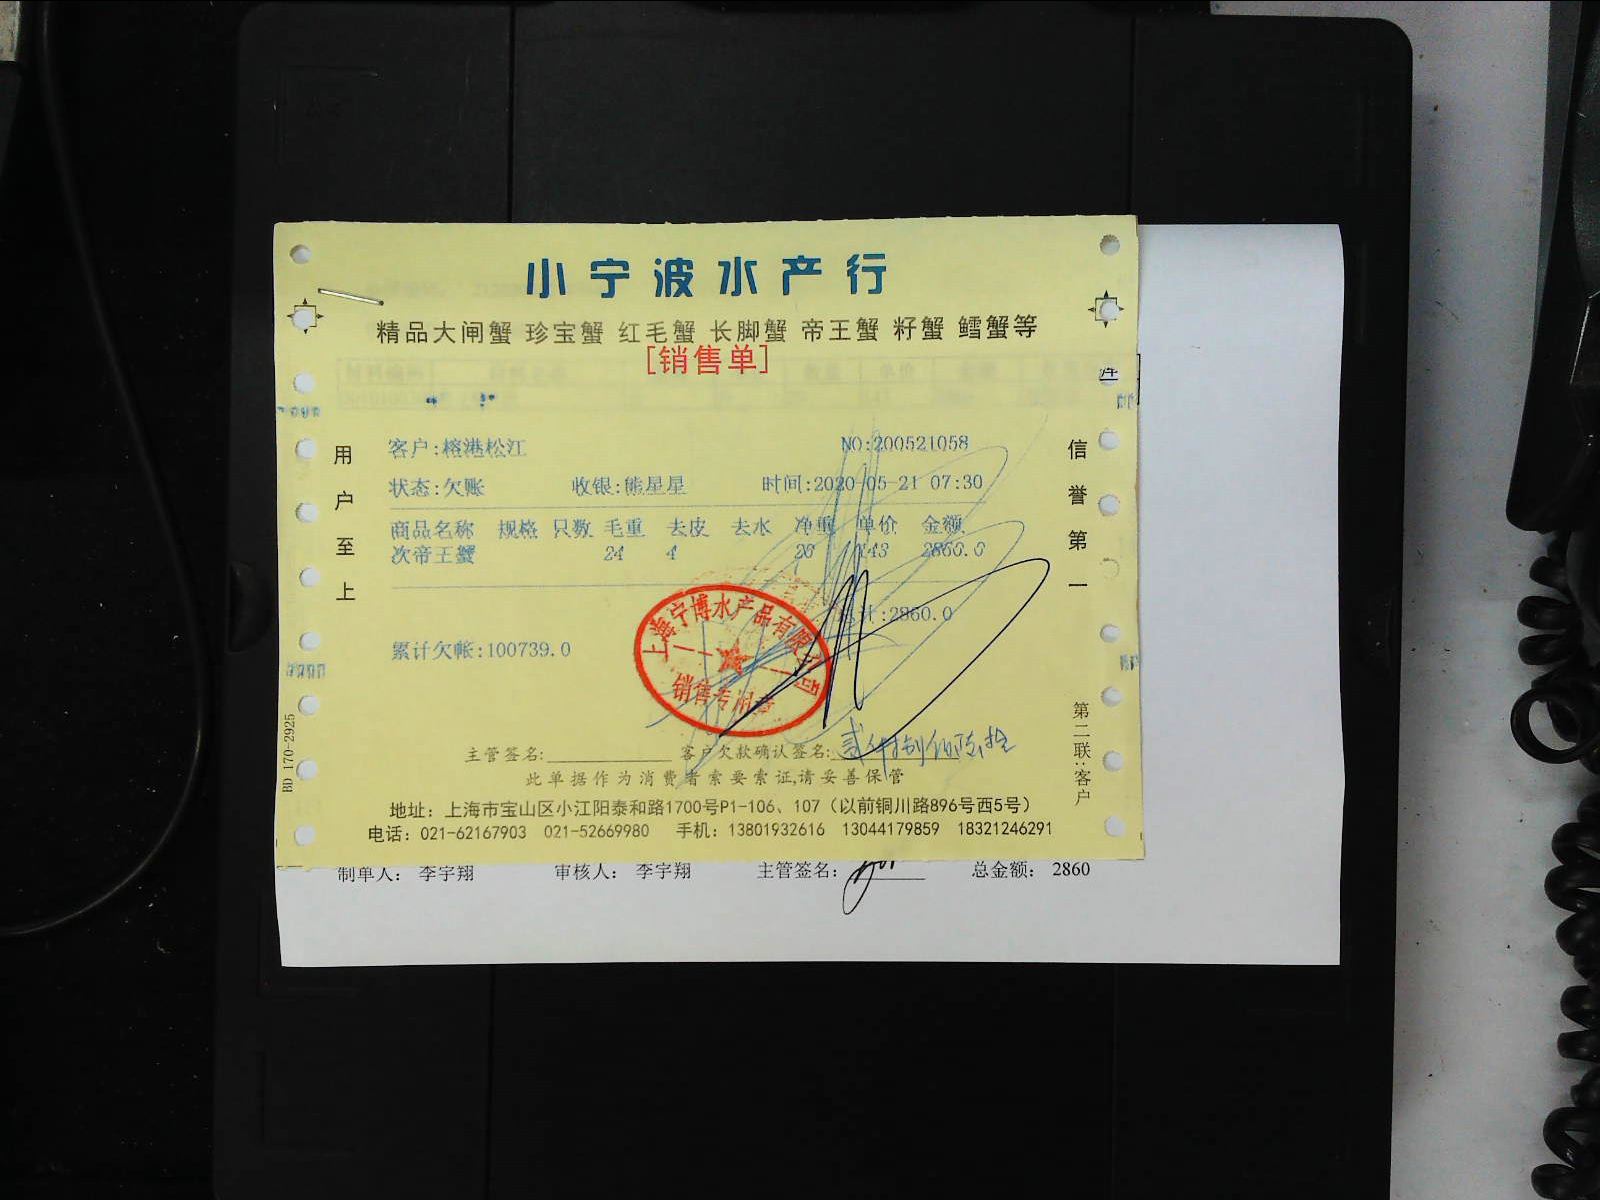 小宁波水产行
精品大闸蟹 珍宝蟹 红毛蟹 长脚蟹 帝王蟹 籽蟹 鳕蟹等
[销售单]
客户:榕港松江 NO:200521058
状态:欠账 收银:熊星星 时间:2020-05-21 07:30
商品名称 规格 只数 毛重 去皮 去水 净重 单价 金额
次帝王蟹 24 4 20 143 2860.0
计:2860.0
累计欠帐:100739.0
上海宁博水产品有限公司
销售专用章
用户至上
信誉第一
BD 170-2925
第二联:客户
主管签名: 客户欠款确认签名:
此单据作为消费者索要索证,请妥善保管
地址：上海市宝山区小江阳泰和路1700号P1-106、107（以前铜川路896号西5号）
电话：021-62167903 021-52669980 手机：13801932616 13044179859 18321246291
制单人： 李宇翔 审核人： 李宇翔 主管签名： 总金额： 2860